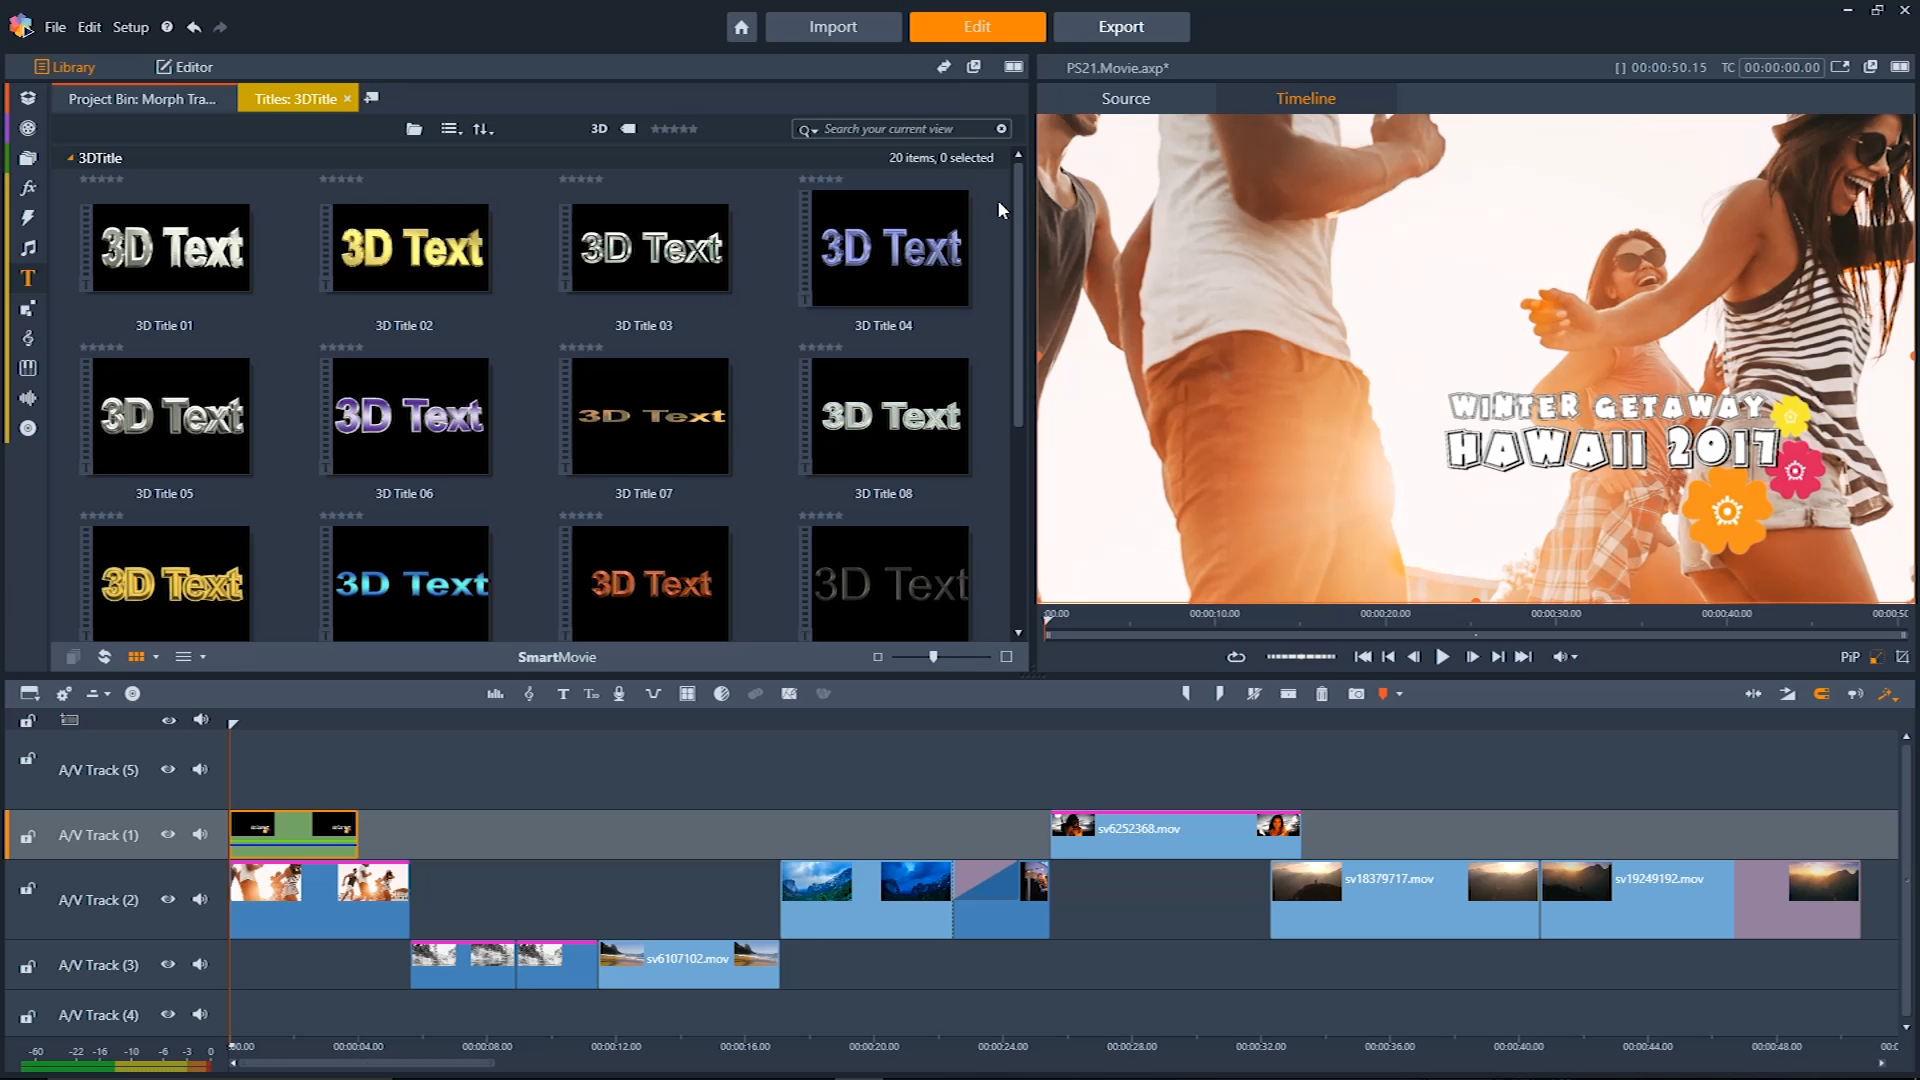 File Edit Setup
Import Edit Export
Library Editor
PS21.Movie.axp* [] 00:00:50.15 TC 00:00:00.00
Project Bin: Morph Tra... Titles: 3DTitle
Source Timeline
3D Search your current view
3DTitle 20 items, 0 selected
3D Text 3D Text 3D Text 3D Text
3D Title 01 3D Title 02 3D Title 03 3D Title 04
3D Text 3D Text 3D Text 3D Text
3D Title 05 3D Title 06 3D Title 07 3D Title 08
3D Text 3D Text 3D Text 3D Text
WINTER GETAWAY
HAWAII 2017
00:00:10.00 00:00:20.00 00:00:30.00 00:00:40.00
SmartMovie
PiP
A/V Track (5)
A/V Track (1)
sv6252368.mov
A/V Track (2)
sv18379717.mov sv19249192.mov
A/V Track (3)
sv6107102.mov
A/V Track (4)
-60 -22 -16 -10 -6 -3 0
00:00:04.00 00:00:08.00 00:00:12.00 00:00:16.00 00:00:20.00 00:00:24.00 00:00:28.00 00:00:32.00 00:00:36.00 00:00:40.00 00:00:44.00 00:00:48.00